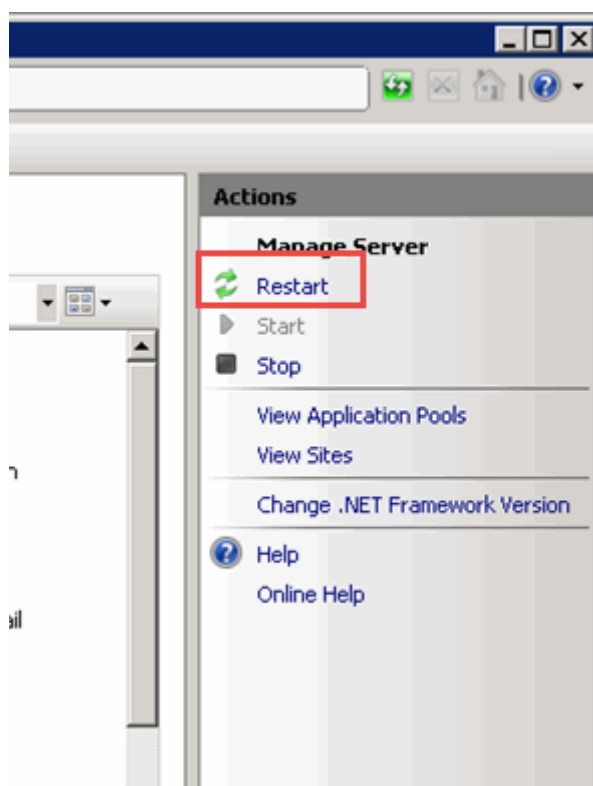 Actions
Manage Server
Restart
Start
Stop
View Application Pools
View Sites
Change .NET Framework Version
Help
Online Help